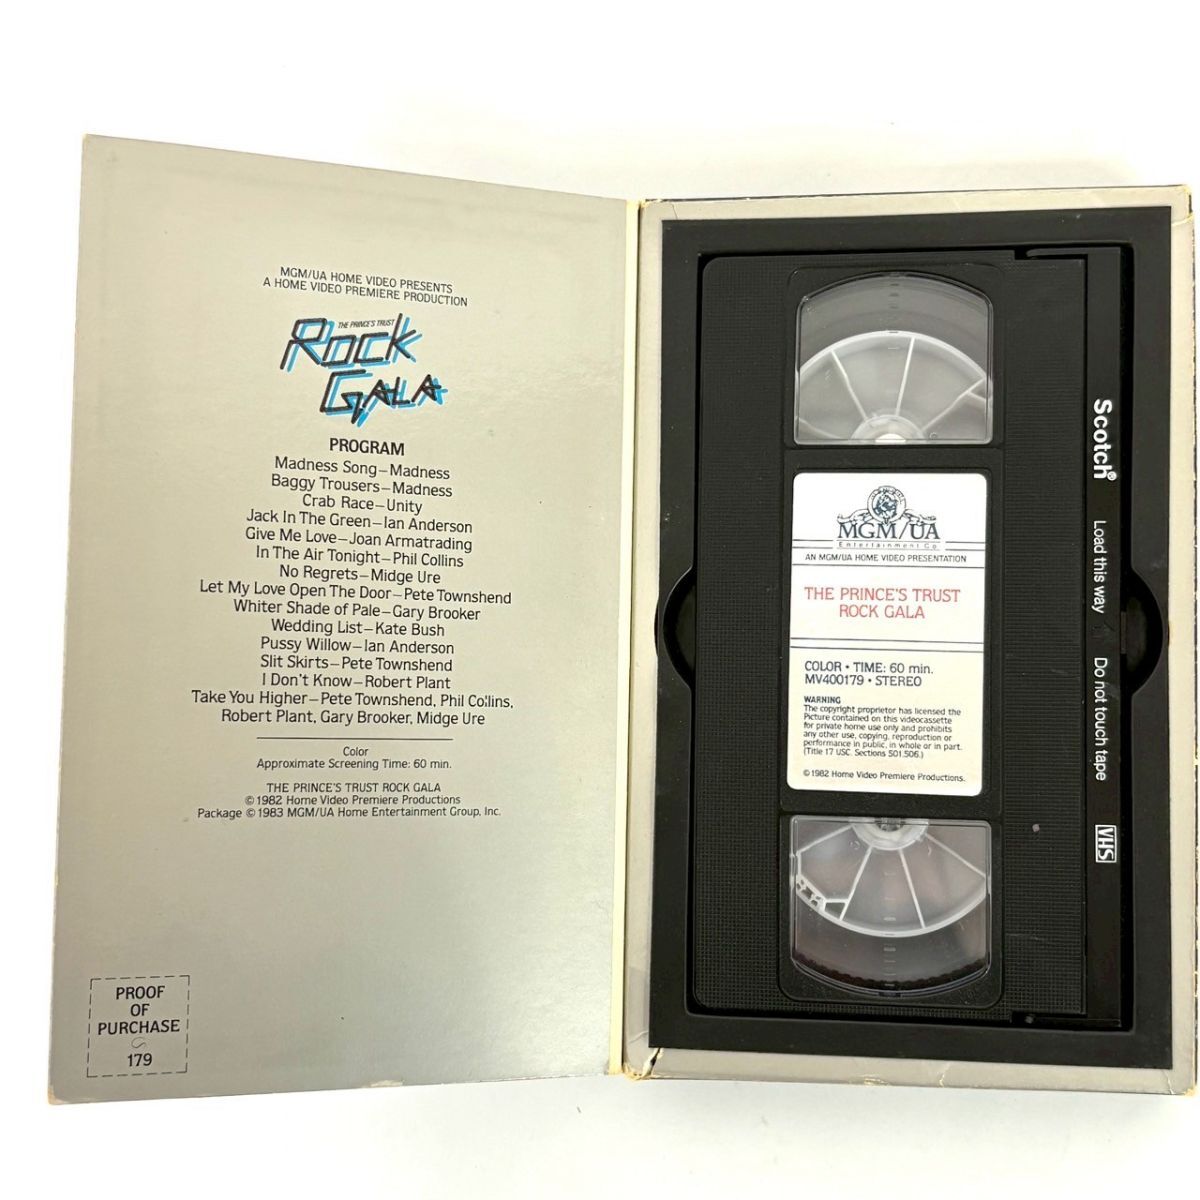 MGM/UA HOME VIDEO PRESENTS
A HOME VIDEO PREMIERE PRODUCTION
THE PRINCE'S TRUST
ROCK
GALA
PROGRAM
Madness Song–Madness
Baggy Trousers–Madness
Crab Race–Unity
Jack In The Green–Ian Anderson
Give Me Love–Joan Armatrading
In The Air Tonight–Phil Collins
No Regrets–Midge Ure
Let My Love Open The Door–Pete Townshend
Whiter Shade of Pale–Gary Brooker
Wedding List–Kate Bush
Pussy Willow–Ian Anderson
Slit Skirts–Pete Townshend
I Don't Know–Robert Plant
Take You Higher–Pete Townshend, Phil Collins,
Robert Plant, Gary Brooker, Midge Ure
Color
Approximate Screening Time: 60 min.
THE PRINCE'S TRUST ROCK GALA
© 1982 Home Video Premiere Productions
Package © 1983 MGM/UA Home Entertainment Group, Inc.
PROOF
OF
PURCHASE
179
MGM/UA
Entertainment Co.
AN MGM/UA HOME VIDEO PRESENTATION
THE PRINCE'S TRUST
ROCK GALA
COLOR • TIME: 60 min.
MV400179 • STEREO
WARNING
The copyright proprietor has licensed the
Picture contained on this videocassette
for private home use only and prohibits
any other use, copying, reproduction or
performance in public, in whole or in part.
(Title 17 USC. Sections 501.506.)
© 1982 Home Video Premiere Productions.
Scotch® Load this way Do not touch tape VHS